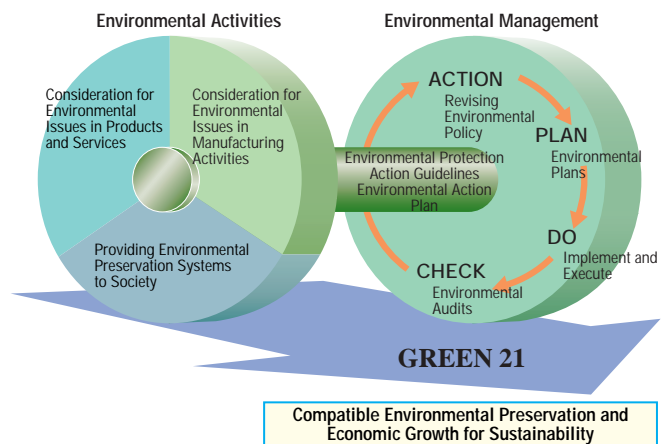 Environmental Activities
Environmental Management
Consideration for
Environmental
Issues in Products
and Services
Consideration for
Environmental
Issues in
Manufacturing
Activities
Providing Environmental
Preservation Systems
to Society
Environmental Protection
Action Guidelines
Environmental Action
Plan
ACTION
Revising
Environmental
Policy
PLAN
Environmental
Plans
DO
Implement and
Execute
CHECK
Environmental
Audits
GREEN 21
Compatible Environmental Preservation and
Economic Growth for Sustainability